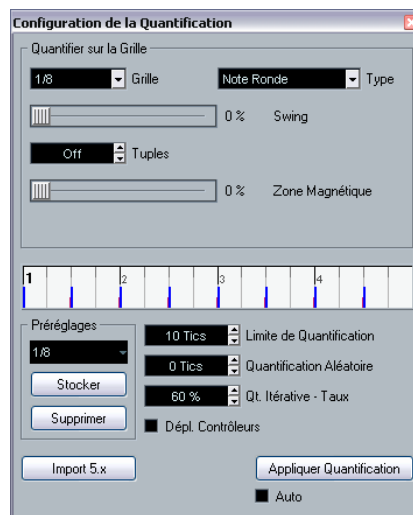 Configuration de la Quantification
Quantifier sur la Grille
1/8 Grille Note Ronde Type
0 % Swing
Off Tuples
0 % Zone Magnétique
1 2 3 4
Préréglages
1/8
Stocker
Supprimer
10 Tics Limite de Quantification
0 Tics Quantification Aléatoire
60 % Qt. Itérative - Taux
Dépl. Contrôleurs
Import 5.x
Appliquer Quantification
Auto